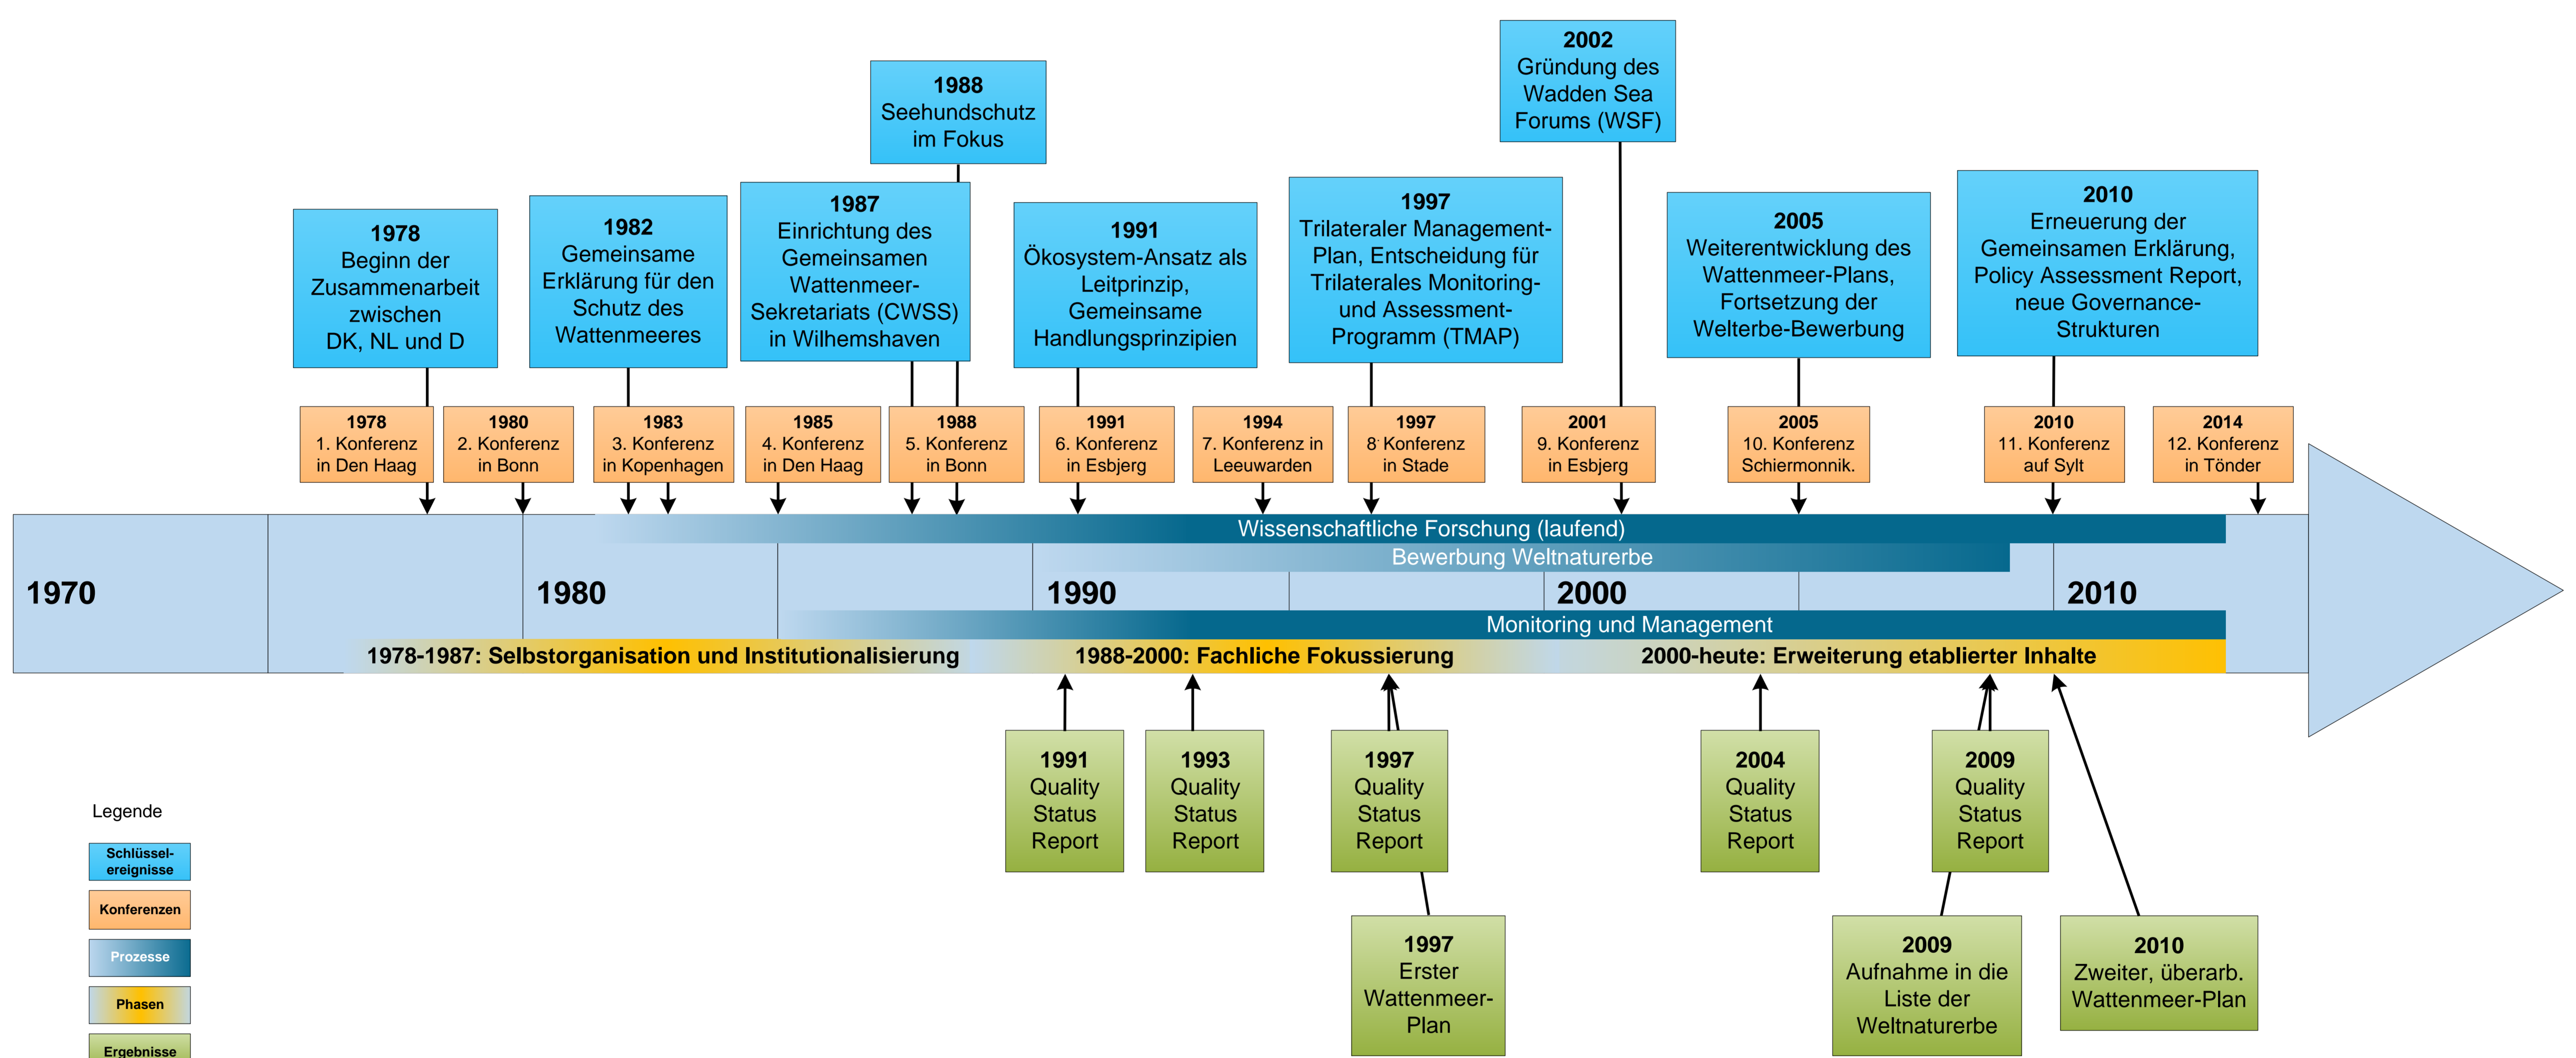 2002
Gründung des
Wadden Sea
Forums (WSF)
1988
Seehundschutz
im Fokus
1978
Beginn der
Zusammenarbeit
zwischen
DK, NL und D
1982
Gemeinsame
Erklärung für den
Schutz des
Wattenmeeres
1987
Einrichtung des
Gemeinsamen
Wattenmeer-
Sekretariats (CWSS)
in Wilhemshaven
1991
Ökosystem-Ansatz als
Leitprinzip,
Gemeinsame
Handlungsprinzipien
1997
Trilateraler Management-
Plan, Entscheidung für
Trilaterales Monitoring-
und Assessment-
Programm (TMAP)
2005
Weiterentwicklung des
Wattenmeer-Plans,
Fortsetzung der
Welterbe-Bewerbung
2010
Erneuerung der
Gemeinsamen Erklärung,
Policy Assessment Report,
neue Governance-
Strukturen
1978
1. Konferenz
in Den Haag
1980
2. Konferenz
in Bonn
1983
3. Konferenz
in Kopenhagen
1985
4. Konferenz
in Den Haag
1988
5. Konferenz
in Bonn
1991
6. Konferenz
in Esbjerg
1994
7. Konferenz in
Leeuwarden
1997
8. Konferenz
in Stade
2001
9. Konferenz
in Esbjerg
2005
10. Konferenz
Schiermonnik.
2010
11. Konferenz
auf Sylt
2014
12. Konferenz
in Tönder
Wissenschaftliche Forschung (laufend)
Bewerbung Weltnaturerbe
1970
1980
1990
2000
2010
Monitoring und Management
1978-1987: Selbstorganisation und Institutionalisierung
1988-2000: Fachliche Fokussierung
2000-heute: Erweiterung etablierter Inhalte
1991
Quality
Status
Report
1993
Quality
Status
Report
1997
Quality
Status
Report
2004
Quality
Status
Report
2009
Quality
Status
Report
1997
Erster
Wattenmeer-
Plan
2009
Aufnahme in die
Liste der
Weltnaturerbe
2010
Zweiter, überarb.
Wattenmeer-Plan
Legende
Schlüssel-
ereignisse
Konferenzen
Prozesse
Phasen
Ergebnisse